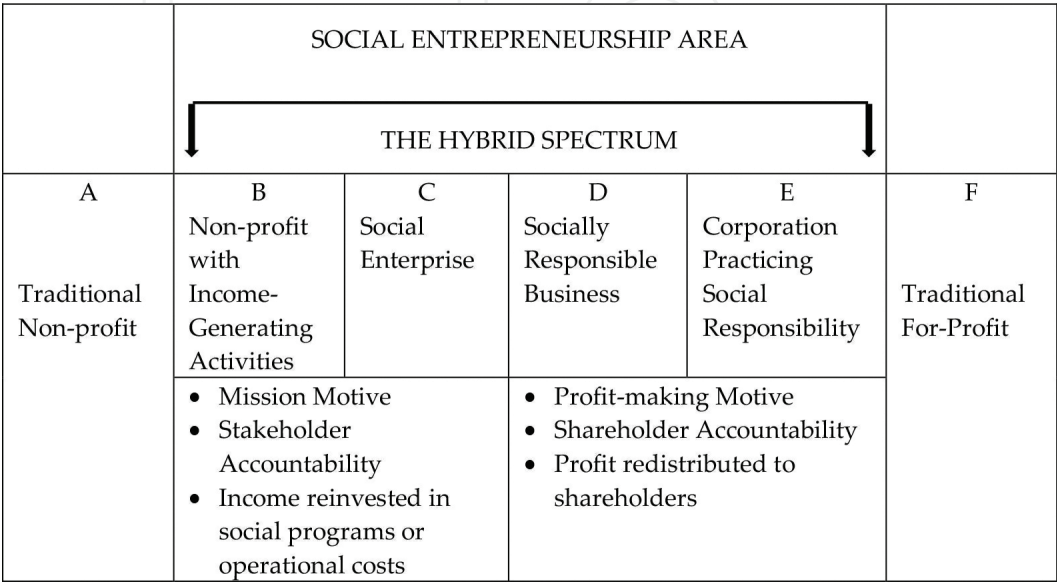 SOCIAL ENTREPRENEURSHIP AREA
THE HYBRID SPECTRUM
A
Traditional
Non-profit
B
Non-profit
with
Income-
Generating
Activities
C
Social
Enterprise
D
Socially
Responsible
Business
E
Corporation
Practicing
Social
Responsibility
F
Traditional
For-Profit
• Mission Motive
• Stakeholder
Accountability
• Income reinvested in
social programs or
operational costs
• Profit-making Motive
• Shareholder Accountability
• Profit redistributed to
shareholders